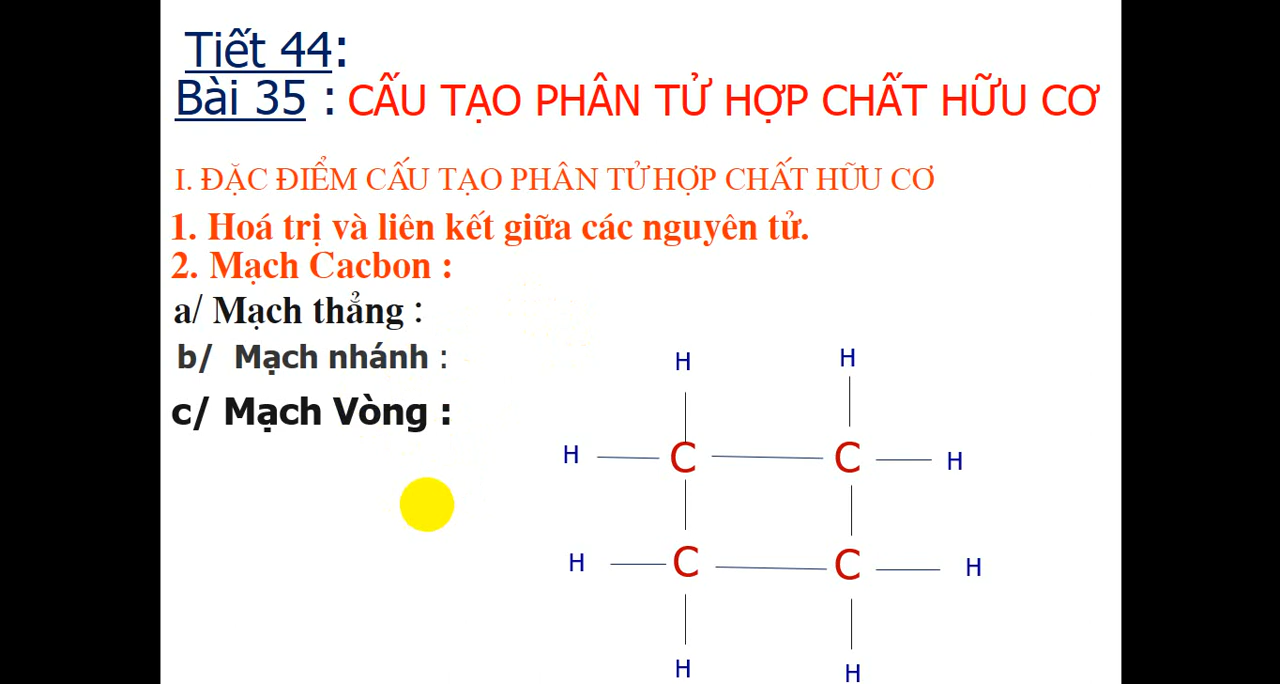 Tiết 44:
Bài 35 : CẤU TẠO PHÂN TỬ HỢP CHẤT HỮU CƠ
I. ĐẶC ĐIỂM CẤU TẠO PHÂN TỬ HỢP CHẤT HỮU CƠ
1. Hoá trị và liên kết giữa các nguyên tử.
2. Mạch Cacbon :
a/ Mạch thẳng :
b/ Mạch nhánh :
c/ Mạch Vòng :
H H
H C C H
H C C H
H H